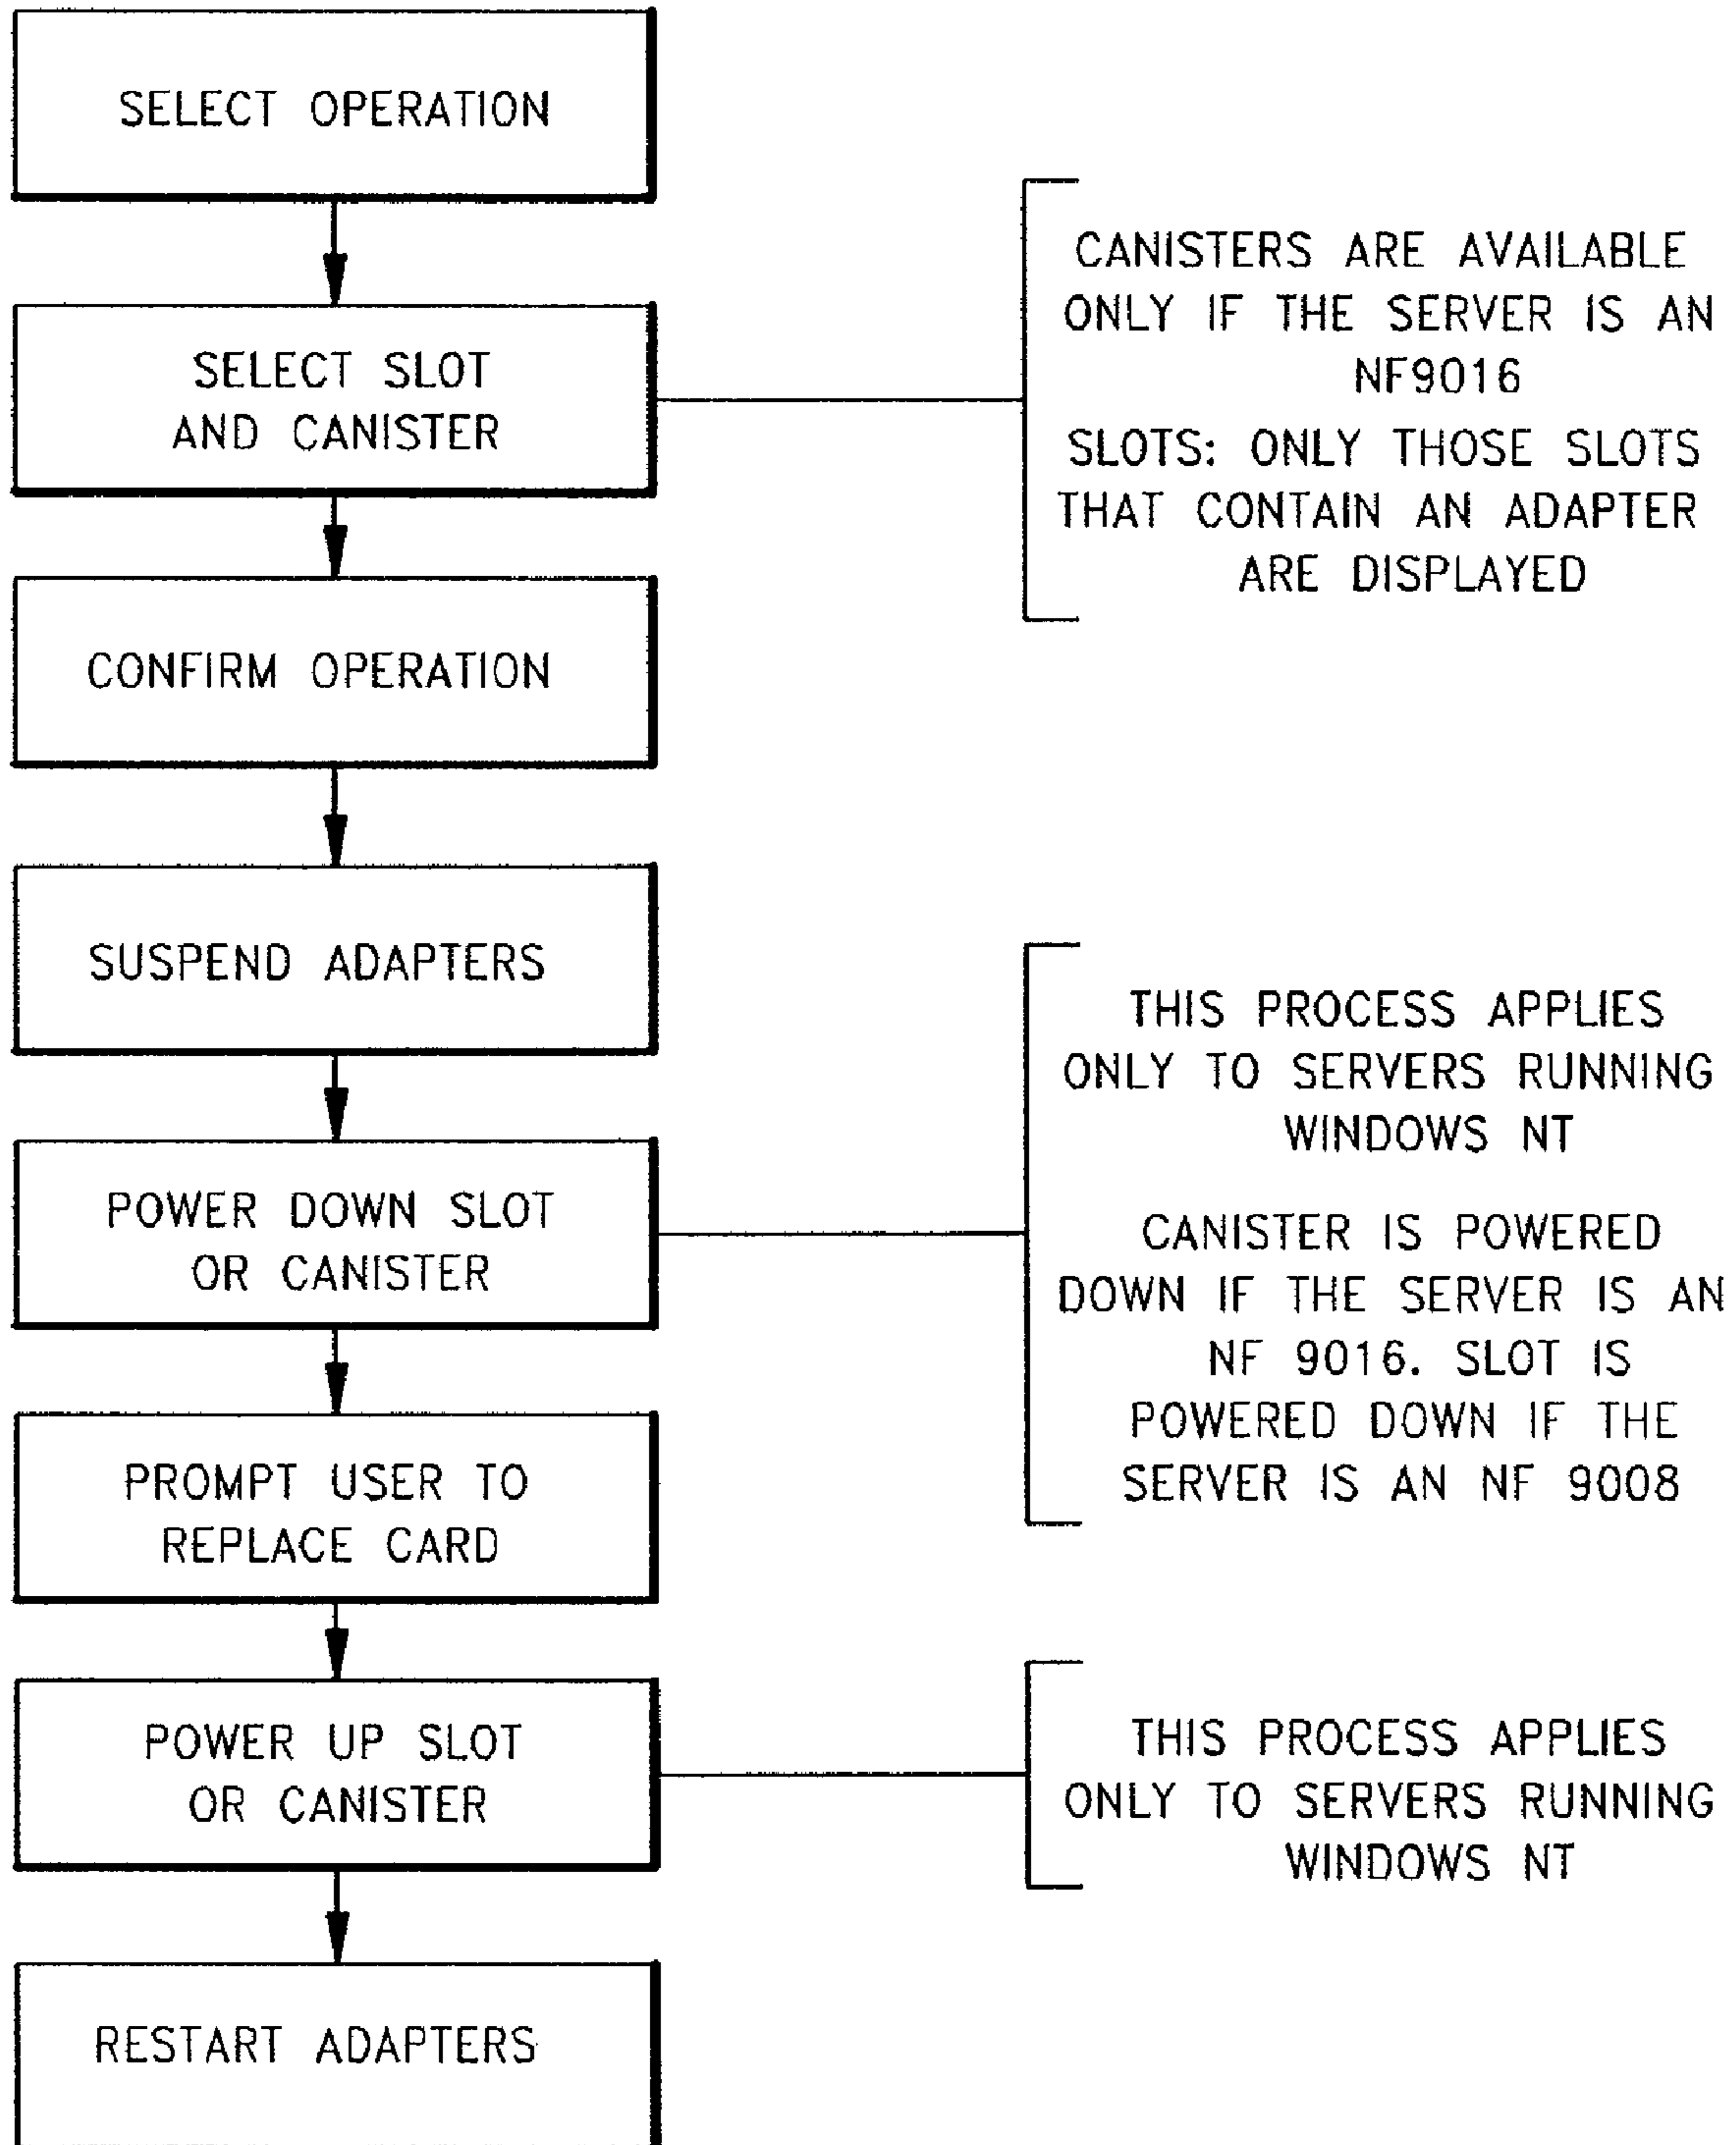 SELECT OPERATION
SELECT SLOT
AND CANISTER
CANISTERS ARE AVAILABLE
ONLY IF THE SERVER IS AN
NF9016
SLOTS: ONLY THOSE SLOTS
THAT CONTAIN AN ADAPTER
ARE DISPLAYED
CONFIRM OPERATION
SUSPEND ADAPTERS
POWER DOWN SLOT
OR CANISTER
THIS PROCESS APPLIES
ONLY TO SERVERS RUNNING
WINDOWS NT
CANISTER IS POWERED
DOWN IF THE SERVER IS AN
NF 9016. SLOT IS
POWERED DOWN IF THE
SERVER IS AN NF 9008
PROMPT USER TO
REPLACE CARD
POWER UP SLOT
OR CANISTER
THIS PROCESS APPLIES
ONLY TO SERVERS RUNNING
WINDOWS NT
RESTART ADAPTERS